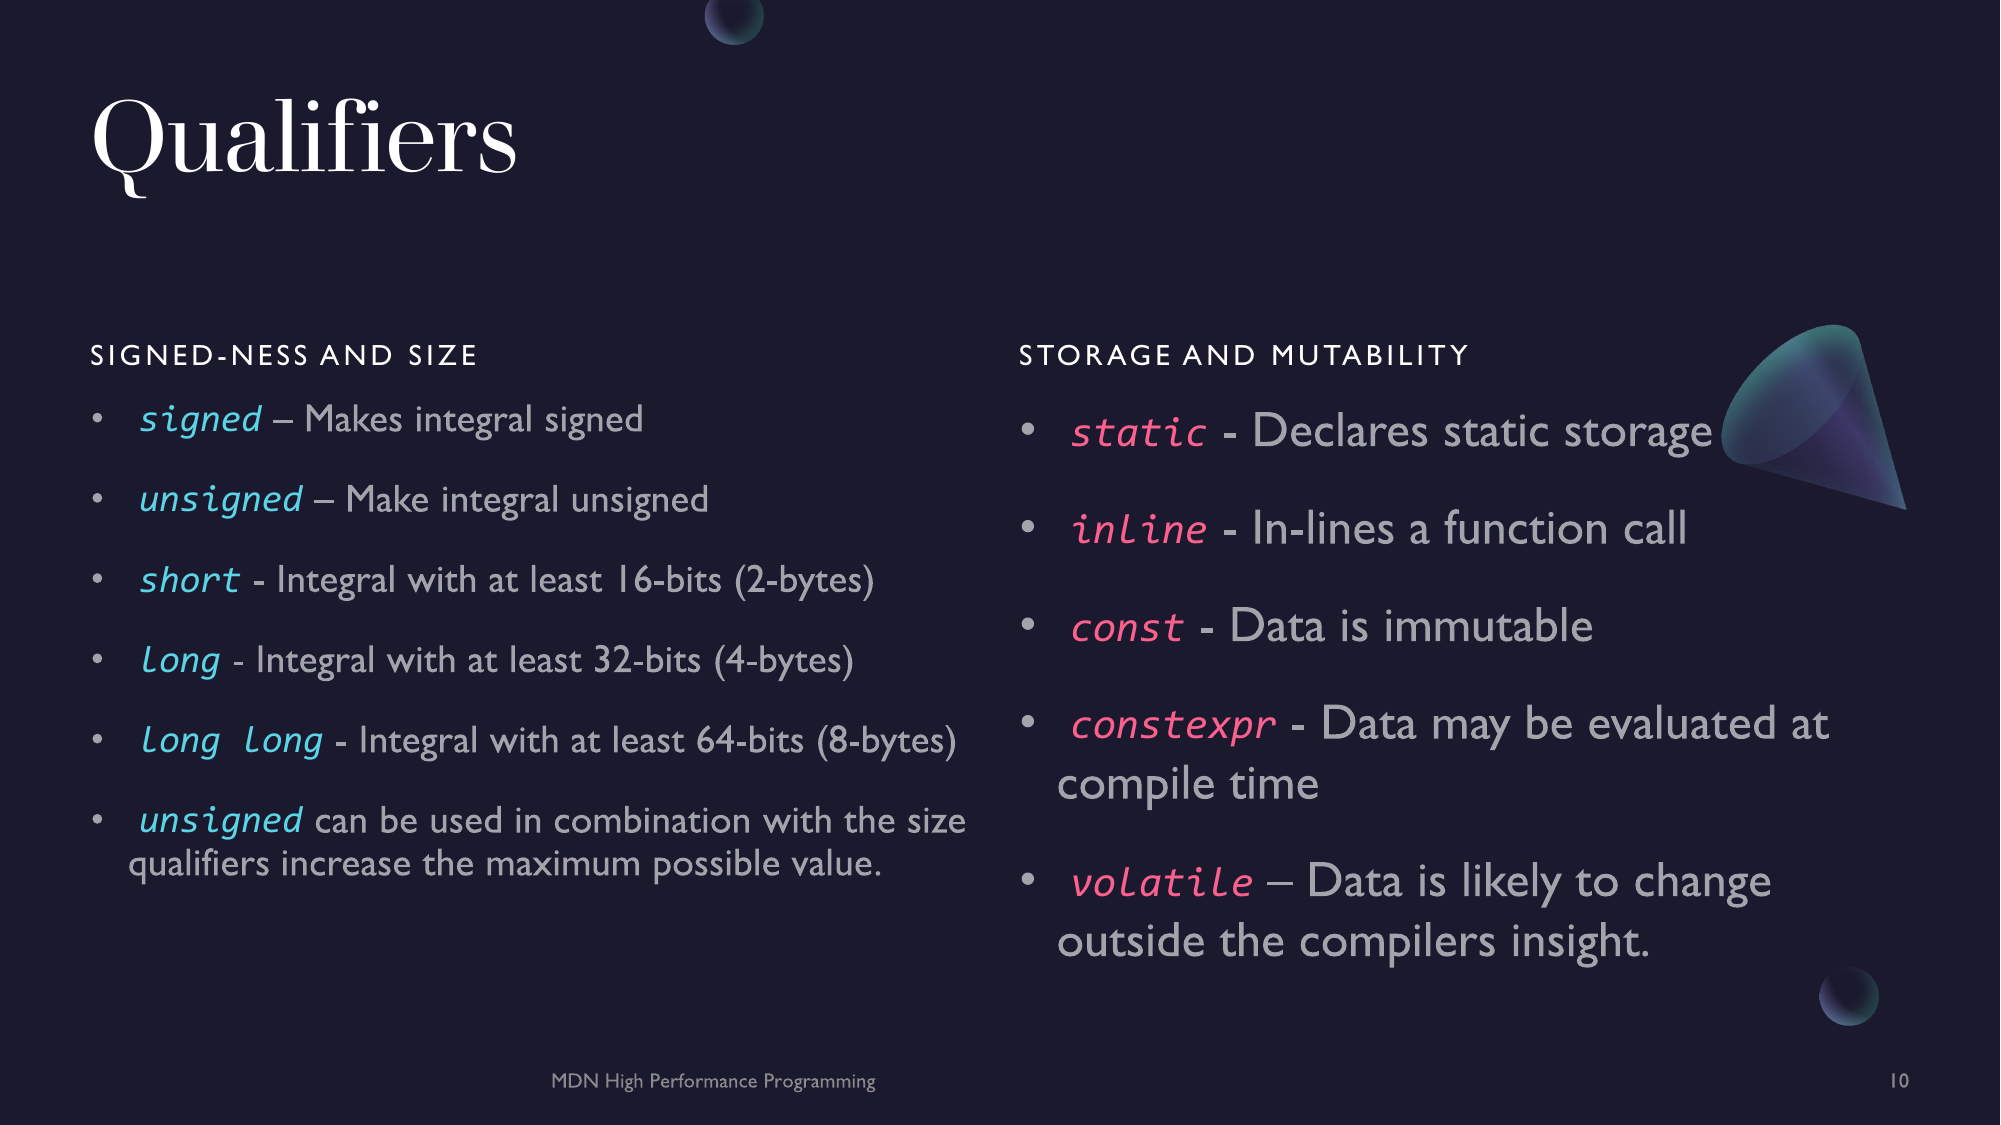 Qualifiers
SIGNED-NESS AND SIZE
• signed – Makes integral signed
• unsigned – Make integral unsigned
• short - Integral with at least 16-bits (2-bytes)
• long - Integral with at least 32-bits (4-bytes)
• long long - Integral with at least 64-bits (8-bytes)
• unsigned can be used in combination with the size
qualifiers increase the maximum possible value.
STORAGE AND MUTABILITY
• static - Declares static storage
• inline - In-lines a function call
• const - Data is immutable
• constexpr - Data may be evaluated at
compile time
• volatile – Data is likely to change
outside the compilers insight.
MDN High Performance Programming
10